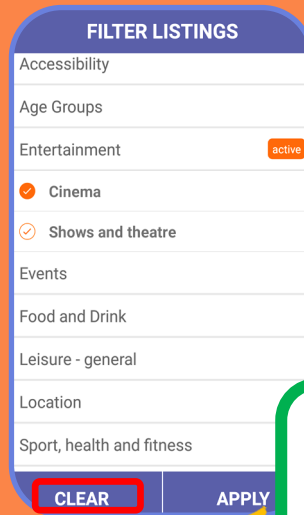 FILTER LISTINGS
Accessibility
Age Groups
Entertainment active
Cinema
Shows and theatre
Events
Food and Drink
Leisure - general
Location
Sport, health and fitness
CLEAR APPLY